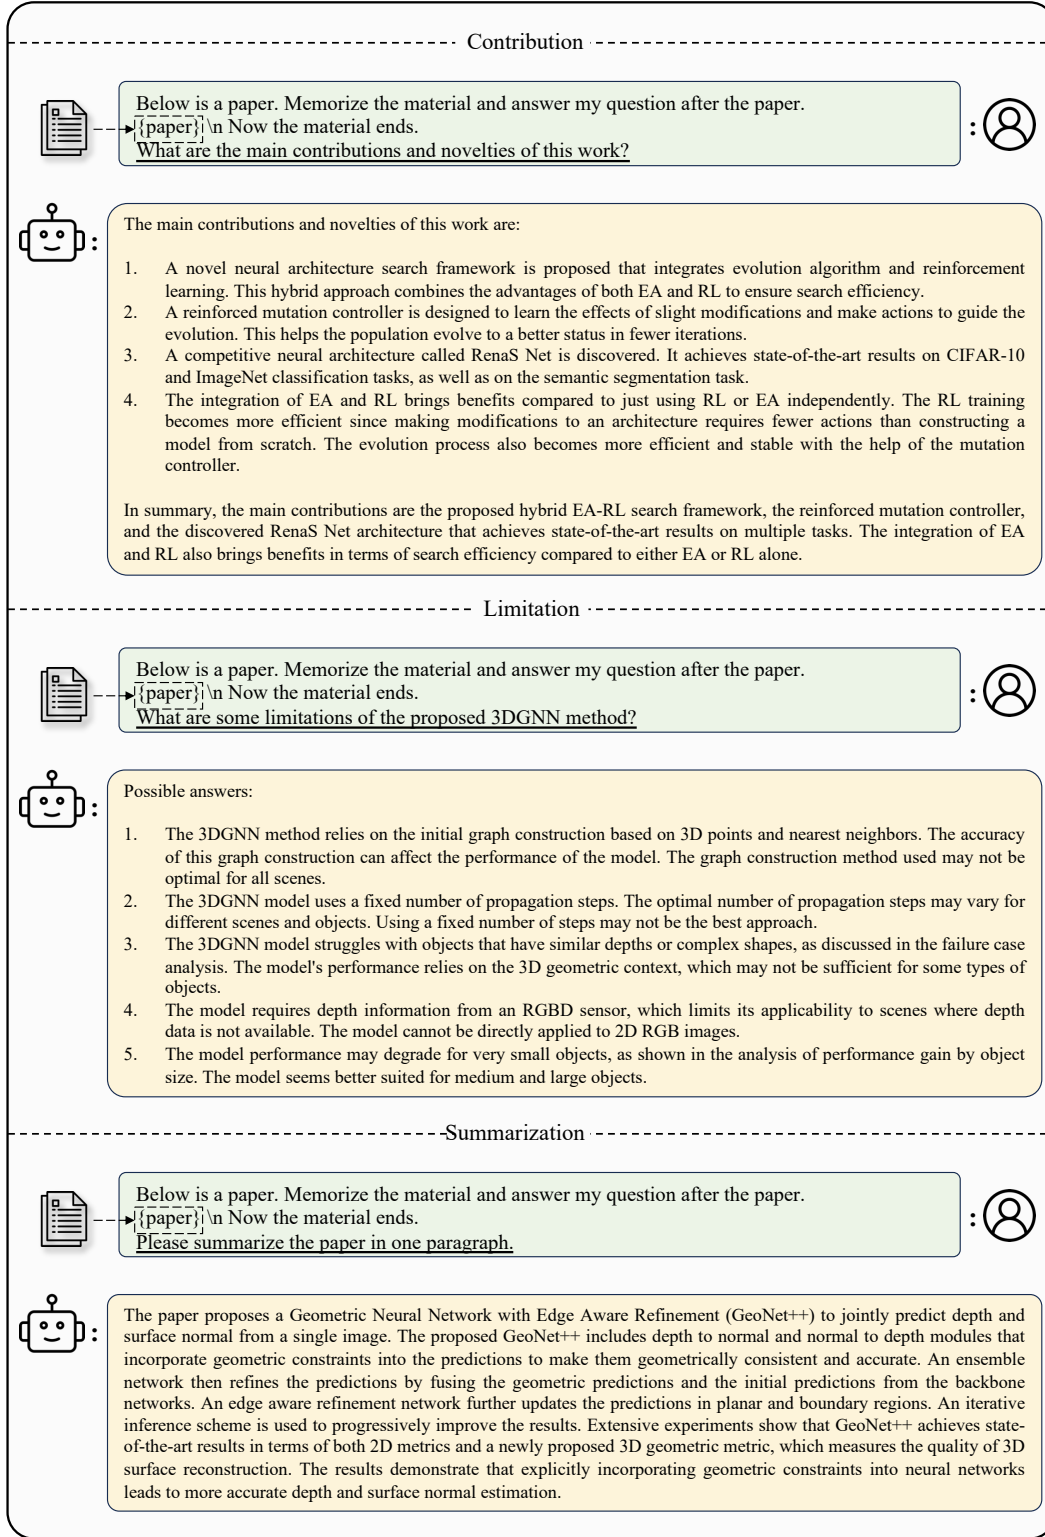 Contribution
Below is a paper. Memorize the material and answer my question after the paper.
{paper} \n Now the material ends.
What are the main contributions and novelties of this work?
:
:
The main contributions and novelties of this work are:
1. A novel neural architecture search framework is proposed that integrates evolution algorithm and reinforcement
learning. This hybrid approach combines the advantages of both EA and RL to ensure search efficiency.
2. A reinforced mutation controller is designed to learn the effects of slight modifications and make actions to guide the
evolution. This helps the population evolve to a better status in fewer iterations.
3. A competitive neural architecture called RenaS Net is discovered. It achieves state-of-the-art results on CIFAR-10
and ImageNet classification tasks, as well as on the semantic segmentation task.
4. The integration of EA and RL brings benefits compared to just using RL or EA independently. The RL training
becomes more efficient since making modifications to an architecture requires fewer actions than constructing a
model from scratch. The evolution process also becomes more efficient and stable with the help of the mutation
controller.
In summary, the main contributions are the proposed hybrid EA-RL search framework, the reinforced mutation controller,
and the discovered RenaS Net architecture that achieves state-of-the-art results on multiple tasks. The integration of EA
and RL also brings benefits in terms of search efficiency compared to either EA or RL alone.
Limitation
Below is a paper. Memorize the material and answer my question after the paper.
{paper} \n Now the material ends.
What are some limitations of the proposed 3DGNN method?
:
:
Possible answers:
1. The 3DGNN method relies on the initial graph construction based on 3D points and nearest neighbors. The accuracy
of this graph construction can affect the performance of the model. The graph construction method used may not be
optimal for all scenes.
2. The 3DGNN model uses a fixed number of propagation steps. The optimal number of propagation steps may vary for
different scenes and objects. Using a fixed number of steps may not be the best approach.
3. The 3DGNN model struggles with objects that have similar depths or complex shapes, as discussed in the failure case
analysis. The model's performance relies on the 3D geometric context, which may not be sufficient for some types of
objects.
4. The model requires depth information from an RGBD sensor, which limits its applicability to scenes where depth
data is not available. The model cannot be directly applied to 2D RGB images.
5. The model performance may degrade for very small objects, as shown in the analysis of performance gain by object
size. The model seems better suited for medium and large objects.
Summarization
Below is a paper. Memorize the material and answer my question after the paper.
{paper} \n Now the material ends.
Please summarize the paper in one paragraph.
:
:
The paper proposes a Geometric Neural Network with Edge Aware Refinement (GeoNet++) to jointly predict depth and
surface normal from a single image. The proposed GeoNet++ includes depth to normal and normal to depth modules that
incorporate geometric constraints into the predictions to make them geometrically consistent and accurate. An ensemble
network then refines the predictions by fusing the geometric predictions and the initial predictions from the backbone
networks. An edge aware refinement network further updates the predictions in planar and boundary regions. An iterative
inference scheme is used to progressively improve the results. Extensive experiments show that GeoNet++ achieves state-
of-the-art results in terms of both 2D metrics and a newly proposed 3D geometric metric, which measures the quality of 3D
surface reconstruction. The results demonstrate that explicitly incorporating geometric constraints into neural networks
leads to more accurate depth and surface normal estimation.